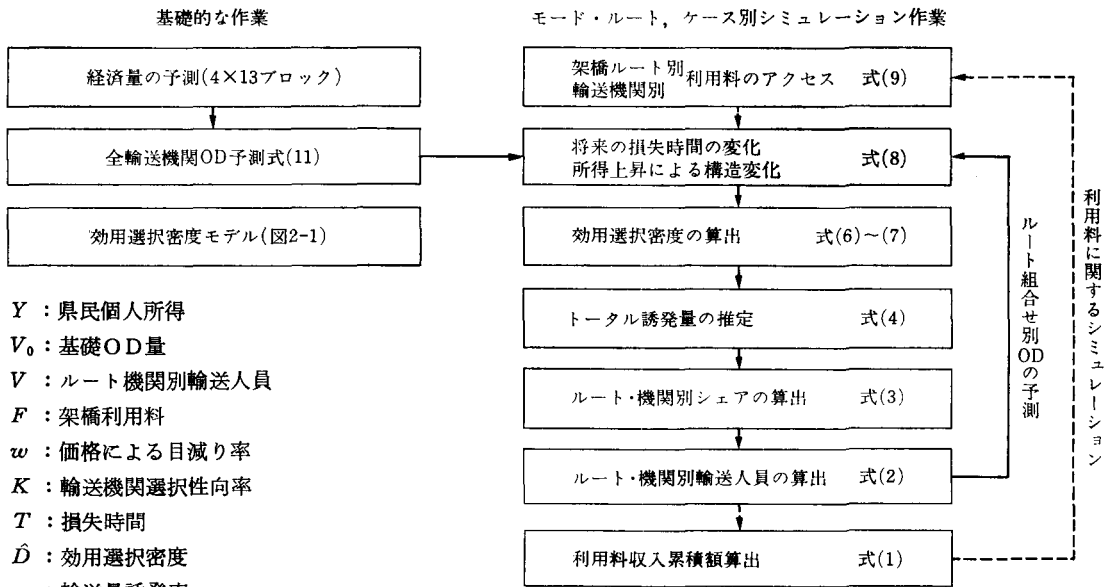 基礎的な作業
経済量の予測(4×13ブロック)
全輸送機関OD予測式(11)
効用選択密度モデル(図2-1)
Y：県民個人所得
V₀：基礎OD量
V：ルート機関別輸送人員
F：架橋利用料
w：価格による目減り率
K：輸送機関選択性向率
T：損失時間
D̂：効用選択密度
モード・ルート，ケース別シミュレーション作業
架橋ルート別
輸送機関別 利用料のアクセス 式(9)
将来の損失時間の変化
所得上昇による構造変化 式(8)
効用選択密度の算出 式(6)～(7)
トータル誘発量の推定 式(4)
ルート・機関別シェアの算出 式(3)
ルート・機関別輸送人員の算出 式(2)
利用料収入累積額算出 式(1)
ルート組合せ別ODの予測
利用料に関するシミュレーション